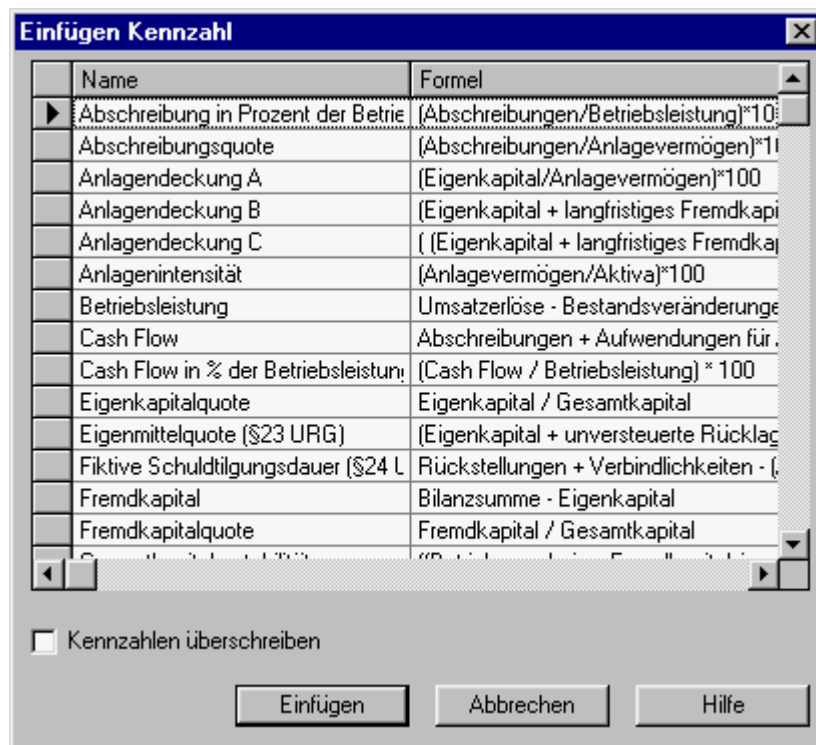 Einfügen Kennzahl
Name Formel
Abschreibung in Prozent der Betrie (Abschreibungen/Betriebsleistung)*10
Abschreibungsquote (Abschreibungen/Anlagevermögen)*1
Anlagendeckung A (Eigenkapital/Anlagevermögen)*100
Anlagendeckung B (Eigenkapital + langfristiges Fremdkapi
Anlagendeckung C ( (Eigenkapital + langfristiges Fremdka
Anlagenintensität (Anlagevermögen/Aktiva)*100
Betriebsleistung Umsatzerlöse - Bestandsveränderunge
Cash Flow Abschreibungen + Aufwendungen für
Cash Flow in % der Betriebsleistun (Cash Flow / Betriebsleistung) * 100
Eigenkapitalquote Eigenkapital / Gesamtkapital
Eigenmittelquote (§23 URG) (Eigenkapital + unversteuerte Rücklag
Fiktive Schuldtilgungsdauer (§24 U Rückstellungen + Verbindlichkeiten - (
Fremdkapital Bilanzsumme - Eigenkapital
Fremdkapitalquote Fremdkapital / Gesamtkapital
Kennzahlen überschreiben
Einfügen Abbrechen Hilfe